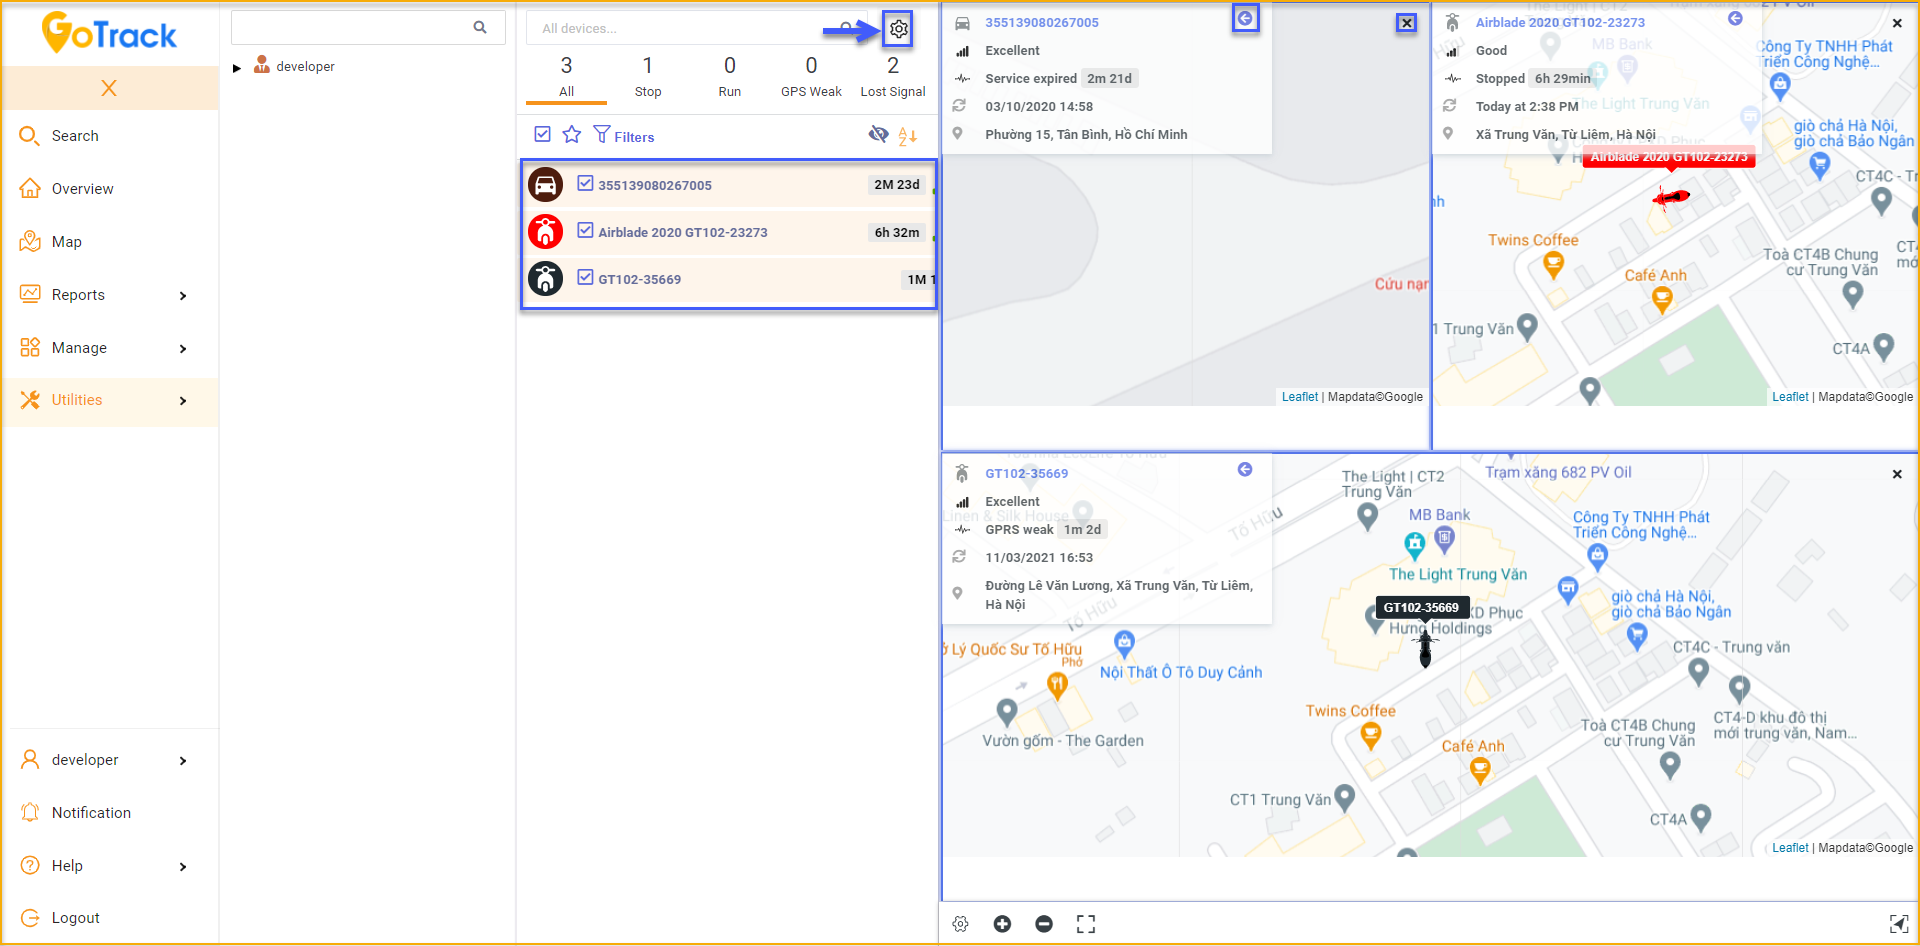 GoTrack
X
Search
Overview
Map
Reports
Manage
Utilities
developer
Notification
Help
Logout
developer
All devices...
3
All
1
Stop
0
Run
0
GPS Weak
2
Lost Signal
Filters
355139080267005
2M 23d
Airblade 2020 GT102-23273
6h 32m
GT102-35669
1M 1
355139080267005
Excellent
Service expired 2m 21d
03/10/2020 14:58
Phường 15, Tân Bình, Hồ Chí Minh
Cứu nạn
Leaflet | Mapdata©Google
Airblade 2020 GT102-23273
Good
Stopped 6h 29min
Today at 2:38 PM
Xã Trung Văn, Từ Liêm, Hà Nội
MB Bank
The Light Trung Văn
Airblade 2020 GT102-23273
Công Ty TNHH Phát
Triển Công Nghệ...
giò chả Hà Nội,
giò chả Bảo Ngân
Twins Coffee
Café Anh
Toà CT4B Chung
cư Trung Văn
CT4A
Trung Văn
Leaflet | Mapdata©Google
GT102-35669
Excellent
GPRS weak 1m 2d
11/03/2021 16:53
Đường Lê Văn Lương, Xã Trung Văn, Từ Liêm,
Hà Nội
Tố Hữu
Tố Hữu
The Light | CT2
Trung Văn
Trạm xăng 682 PV Oil
MB Bank
Công Ty TNHH Phát
Triển Công Nghệ...
The Light Trung Văn
giò chả Hà Nội,
giò chả Bảo Ngân
GT102-35669
XD Phục
Hưng Holdings
CT4C - Trung văn
Lý Quốc Sư Tố Hữu
Phở
Nội Thất Ô Tô Duy Cảnh
Vườn gốm - The Garden
Twins Coffee
Café Anh
Toà CT4B Chung
cư Trung Văn
CT4-D khu đô thị
mới trung văn, Nam...
CT1 Trung Văn
CT4A
Leaflet | Mapdata©Google